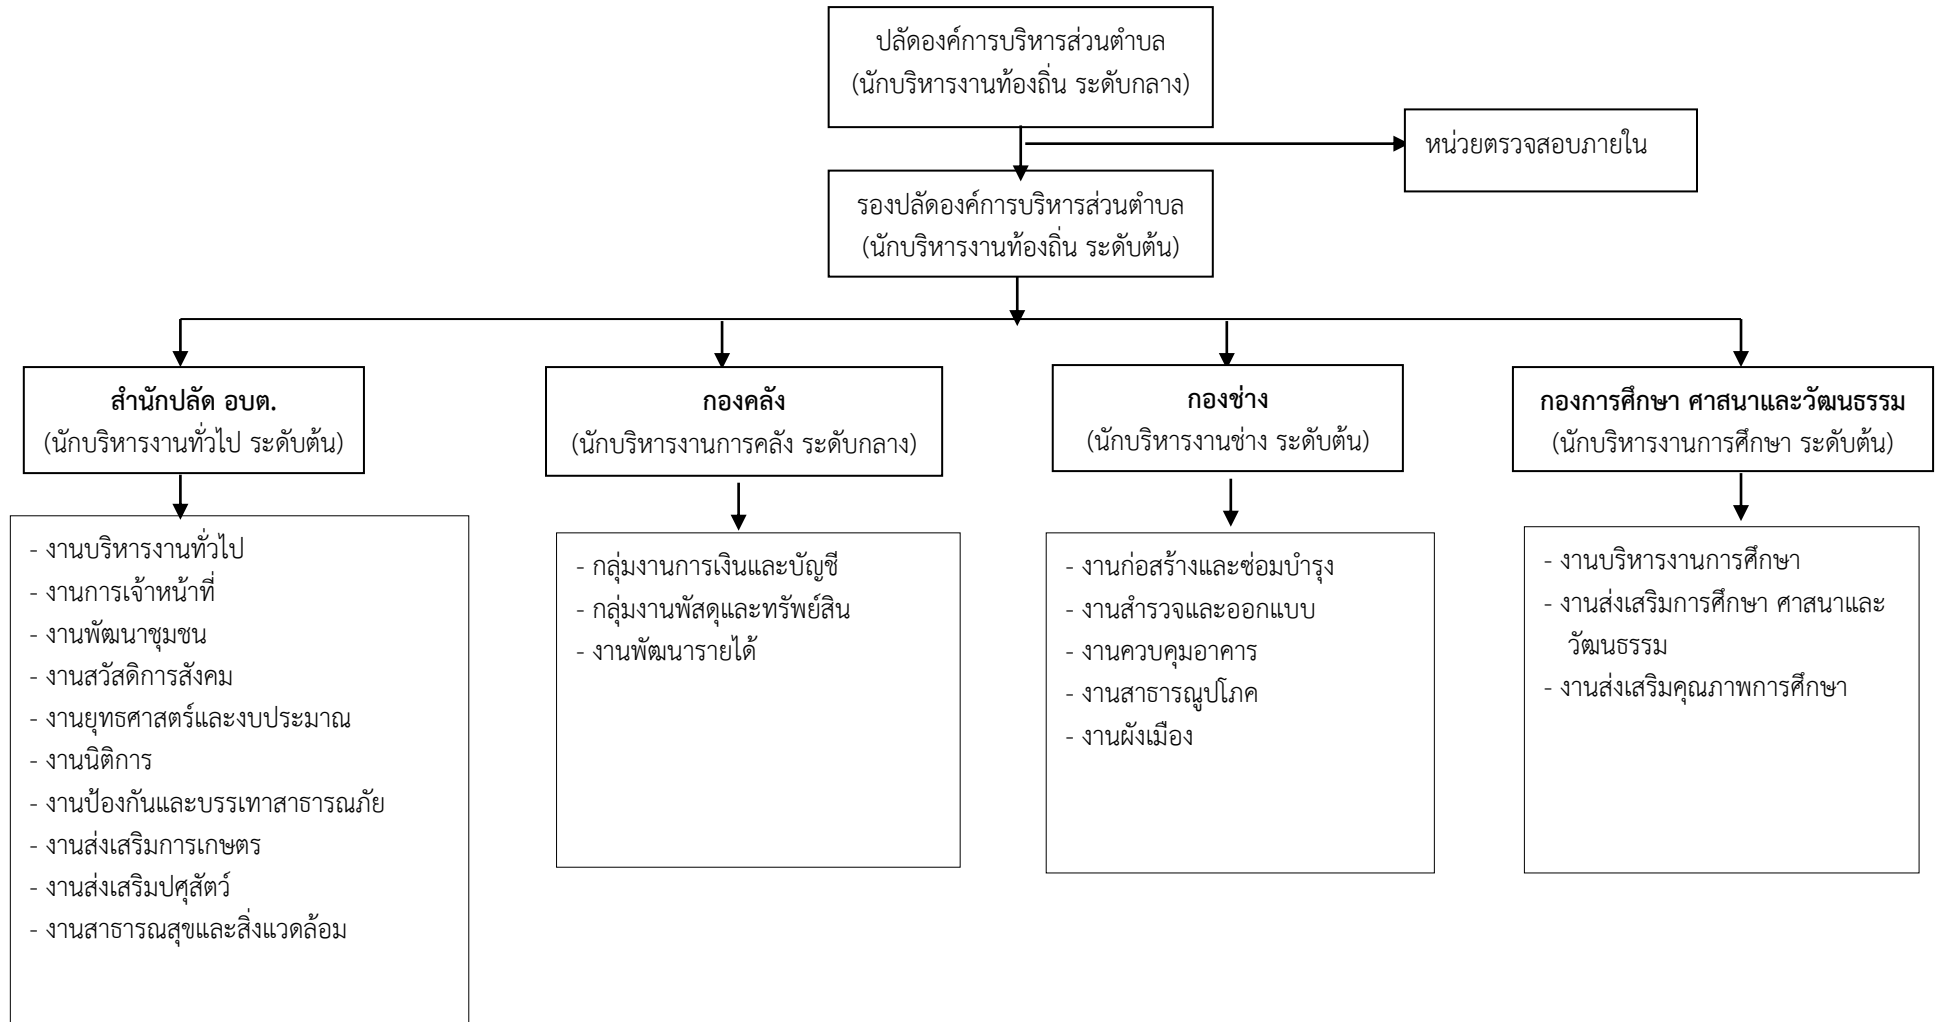 ปลัดองค์การบริหารส่วนตำบล
(นักบริหารงานท้องถิ่น ระดับกลาง)
หน่วยตรวจสอบภายใน
รองปลัดองค์การบริหารส่วนตำบล
(นักบริหารงานท้องถิ่น ระดับต้น)
สำนักปลัด อบต.
(นักบริหารงานทั่วไป ระดับต้น)
- งานบริหารงานทั่วไป
- งานการเจ้าหน้าที่
- งานพัฒนาชุมชน
- งานสวัสดิการสังคม
- งานยุทธศาสตร์และงบประมาณ
- งานนิติการ
- งานป้องกันและบรรเทาสาธารณภัย
- งานส่งเสริมการเกษตร
- งานส่งเสริมปศุสัตว์
- งานสาธารณสุขและสิ่งแวดล้อม
กองคลัง
(นักบริหารงานการคลัง ระดับกลาง)
- กลุ่มงานการเงินและบัญชี
- กลุ่มงานพัสดุและทรัพย์สิน
- งานพัฒนารายได้
กองช่าง
(นักบริหารงานช่าง ระดับต้น)
- งานก่อสร้างและซ่อมบำรุง
- งานสำรวจและออกแบบ
- งานควบคุมอาคาร
- งานสาธารณูปโภค
- งานผังเมือง
กองการศึกษา ศาสนาและวัฒนธรรม
(นักบริหารงานการศึกษา ระดับต้น)
- งานบริหารงานการศึกษา
- งานส่งเสริมการศึกษา ศาสนาและ
วัฒนธรรม
- งานส่งเสริมคุณภาพการศึกษา